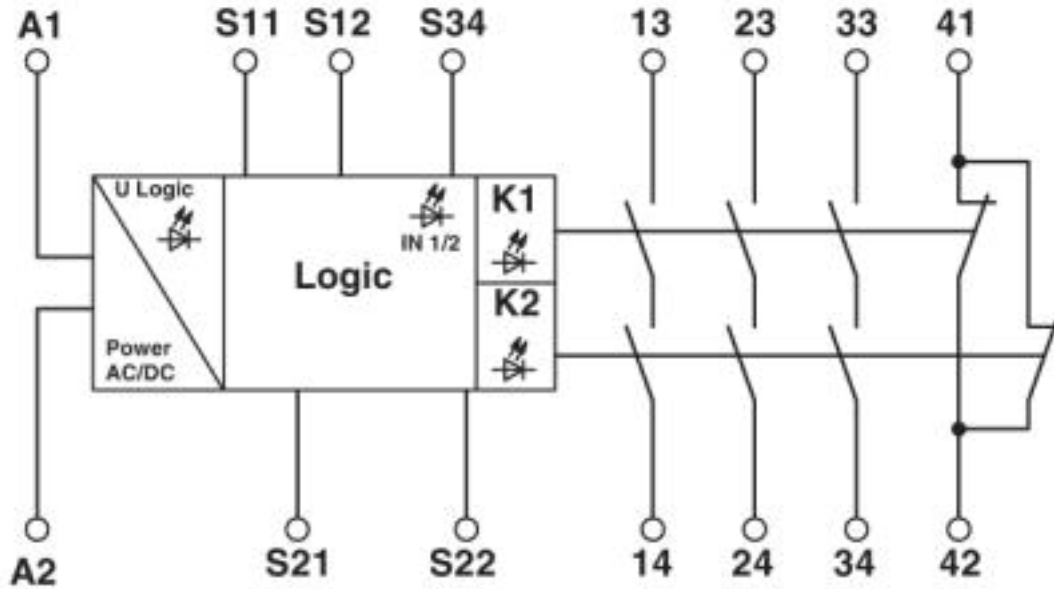 A1 S11 S12 S34 13 23 33 41
U Logic
K1
IN 1/2
Logic
K2
Power
AC/DC
A2 S21 S22 14 24 34 42